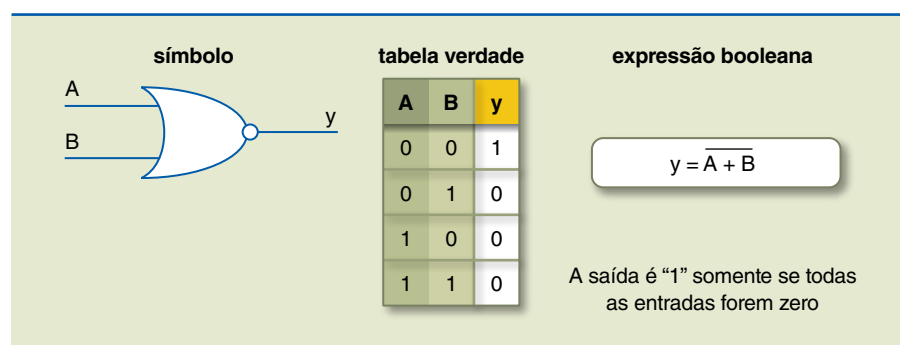 símbolo
A
B
y
tabela verdade
A B y
0 0 1
0 1 0
1 0 0
1 1 0
expressão booleana
y = \overline{A + B}
A saída é “1” somente se todas
as entradas forem zero